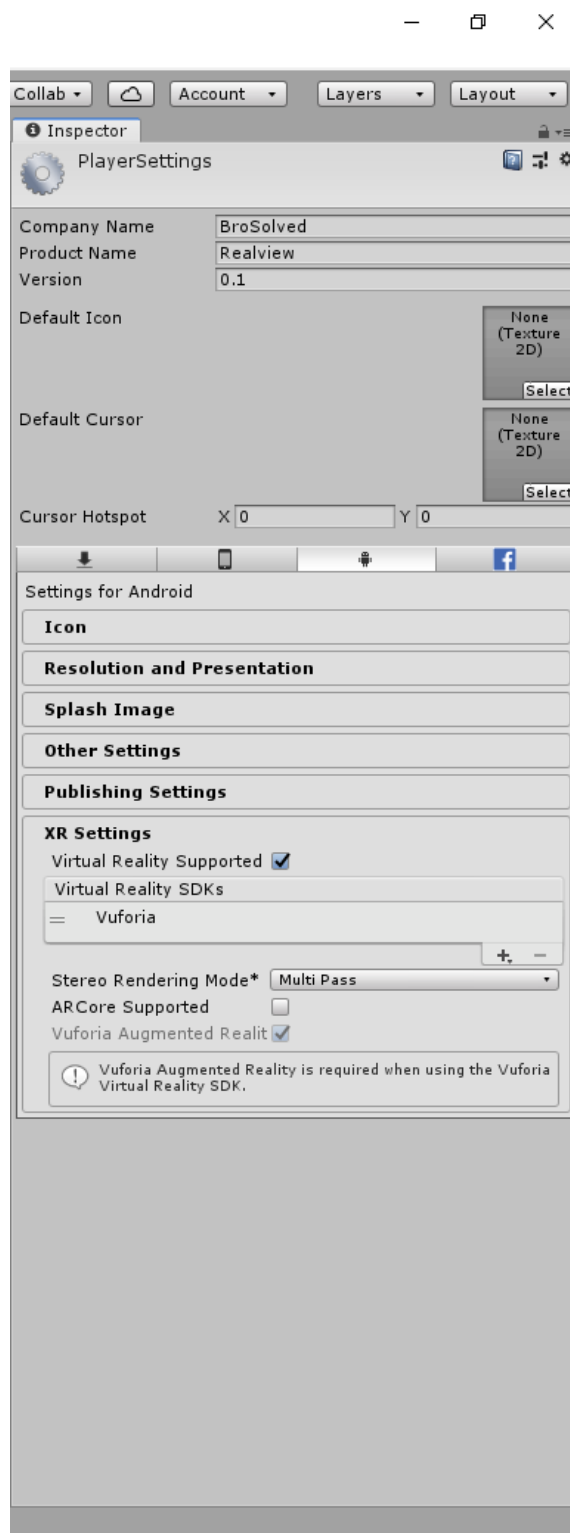 Collab Account Layers Layout
Inspector
PlayerSettings
Company Name BroSolved
Product Name Realview
Version 0.1
Default Icon None
(Texture
2D)
Select
Default Cursor None
(Texture
2D)
Select
Cursor Hotspot X 0 Y 0
Settings for Android
Icon
Resolution and Presentation
Splash Image
Other Settings
Publishing Settings
XR Settings
Virtual Reality Supported
Virtual Reality SDKs
Vuforia
Stereo Rendering Mode* Multi Pass
ARCore Supported
Vuforia Augmented Realit
Vuforia Augmented Reality is required when using the Vuforia
Virtual Reality SDK.